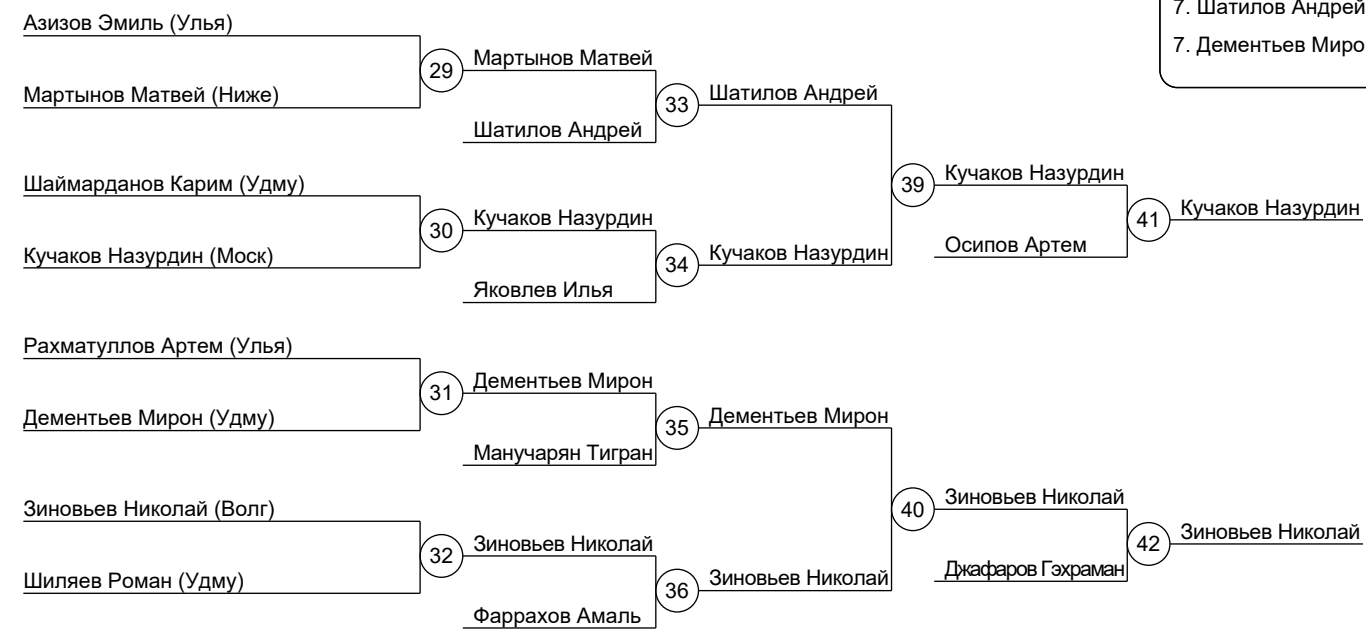 7. Шатилов Андрей
7. Дементьев Миро
Азизов Эмиль (Улья)
29
Мартынов Матвей
Мартынов Матвей (Ниже)
33
Шатилов Андрей
Шатилов Андрей
Шаймарданов Карим (Удму)
39
Кучаков Назурдин
30
Кучаков Назурдин
41
Кучаков Назурдин
Кучаков Назурдин (Моск)
34
Кучаков Назурдин
Осипов Артем
Яковлев Илья
Рахматуллов Артем (Улья)
31
Дементьев Мирон
Дементьев Мирон (Удму)
35
Дементьев Мирон
Манучарян Тигран
Зиновьев Николай (Волг)
40
Зиновьев Николай
32
Зиновьев Николай
42
Зиновьев Николай
Шиляев Роман (Удму)
36
Зиновьев Николай
Джафаров Гэхраман
Фаррахов Амаль